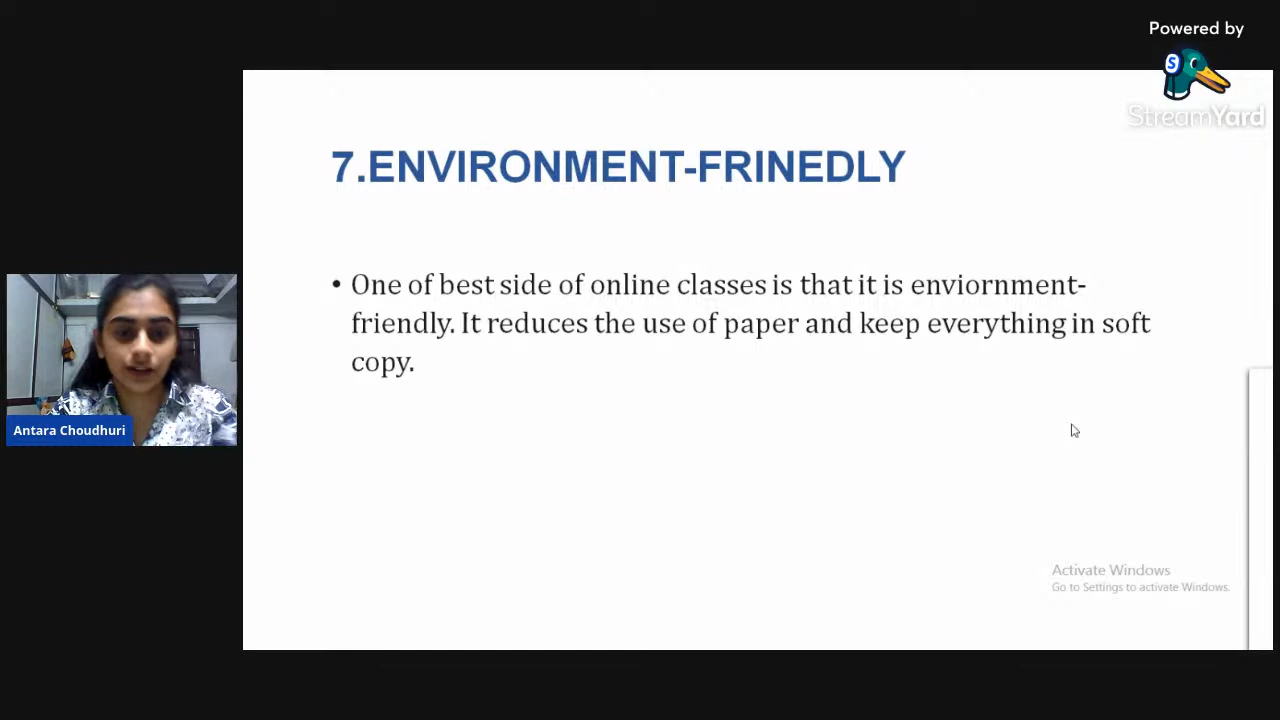 Powered by
S
StreamYard
7.ENVIRONMENT-FRINEDLY
• One of best side of online classes is that it is enviornment-
friendly. It reduces the use of paper and keep everything in soft
copy.
Antara Choudhuri
Activate Windows
Go to Settings to activate Windows.